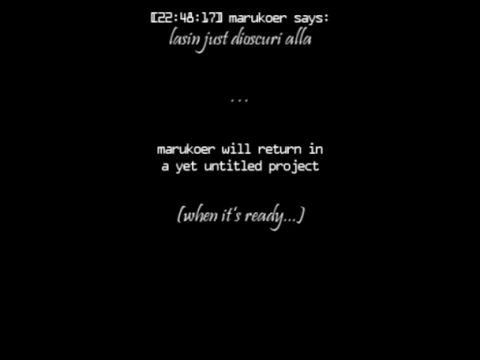 [22:48:17] marukoer says:
lasin just dioscuri alla
...
marukoer will return in
a yet untitled project
(when it's ready...)